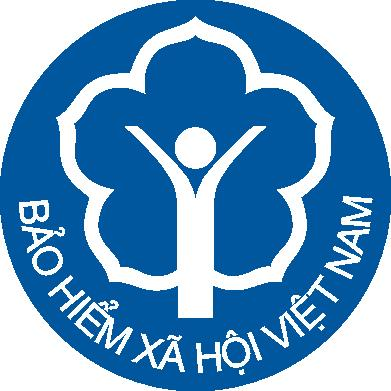 BẢO HIỂM XÃ HỘI VIỆT NAM